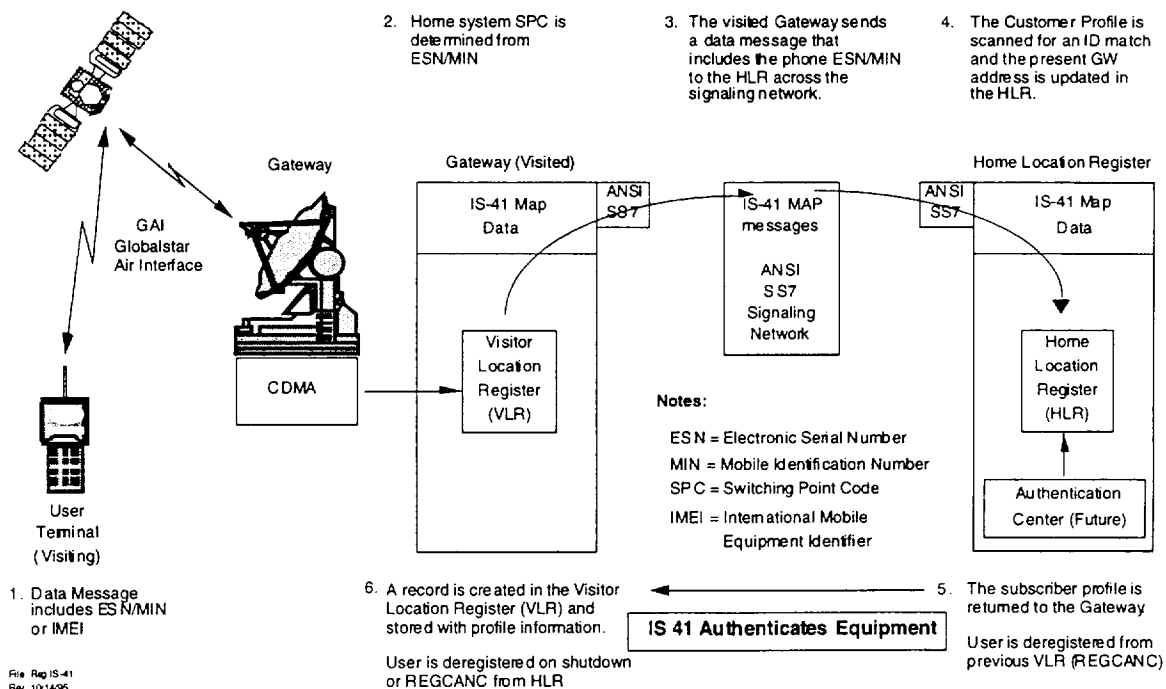 2. Home system SPC is
determined from
ESN/MIN
3. The visited Gateway sends
a data message that
includes the phone ESN/MIN
to the HLR across the
signaling network.
4. The Customer Profile is
scanned for an ID match
and the present GW
address is updated in
the HLR.
Gateway
Gateway (Visited)
Home Location Register
IS-41 Map
Data
ANSI
SS7
IS-41 MAP
messages
ANSI
SS7
Signaling
Network
ANSI
SS7
IS-41 Map
Data
GAI
Globalstar
Air Interface
CDMA
Visitor
Location
Register
(VLR)
Home
Location
Register
(HLR)
Notes:
ESN = Electronic Serial Number
MIN = Mobile Identification Number
SPC = Switching Point Code
IMEI = International Mobile
Equipment Identifier
Authentication
Center (Future)
User
Terminal
(Visiting)
1. Data Message
includes ESN/MIN
or IMEI
6. A record is created in the Visitor
Location Register (VLR) and
stored with profile information.
User is deregistered on shutdown
or REGCANC from HLR
IS 41 Authenticates Equipment
5. The subscriber profile is
returned to the Gateway
User is deregistered from
previous VLR (REGCANC)
File Reg IS-41
Rev 10/14/95